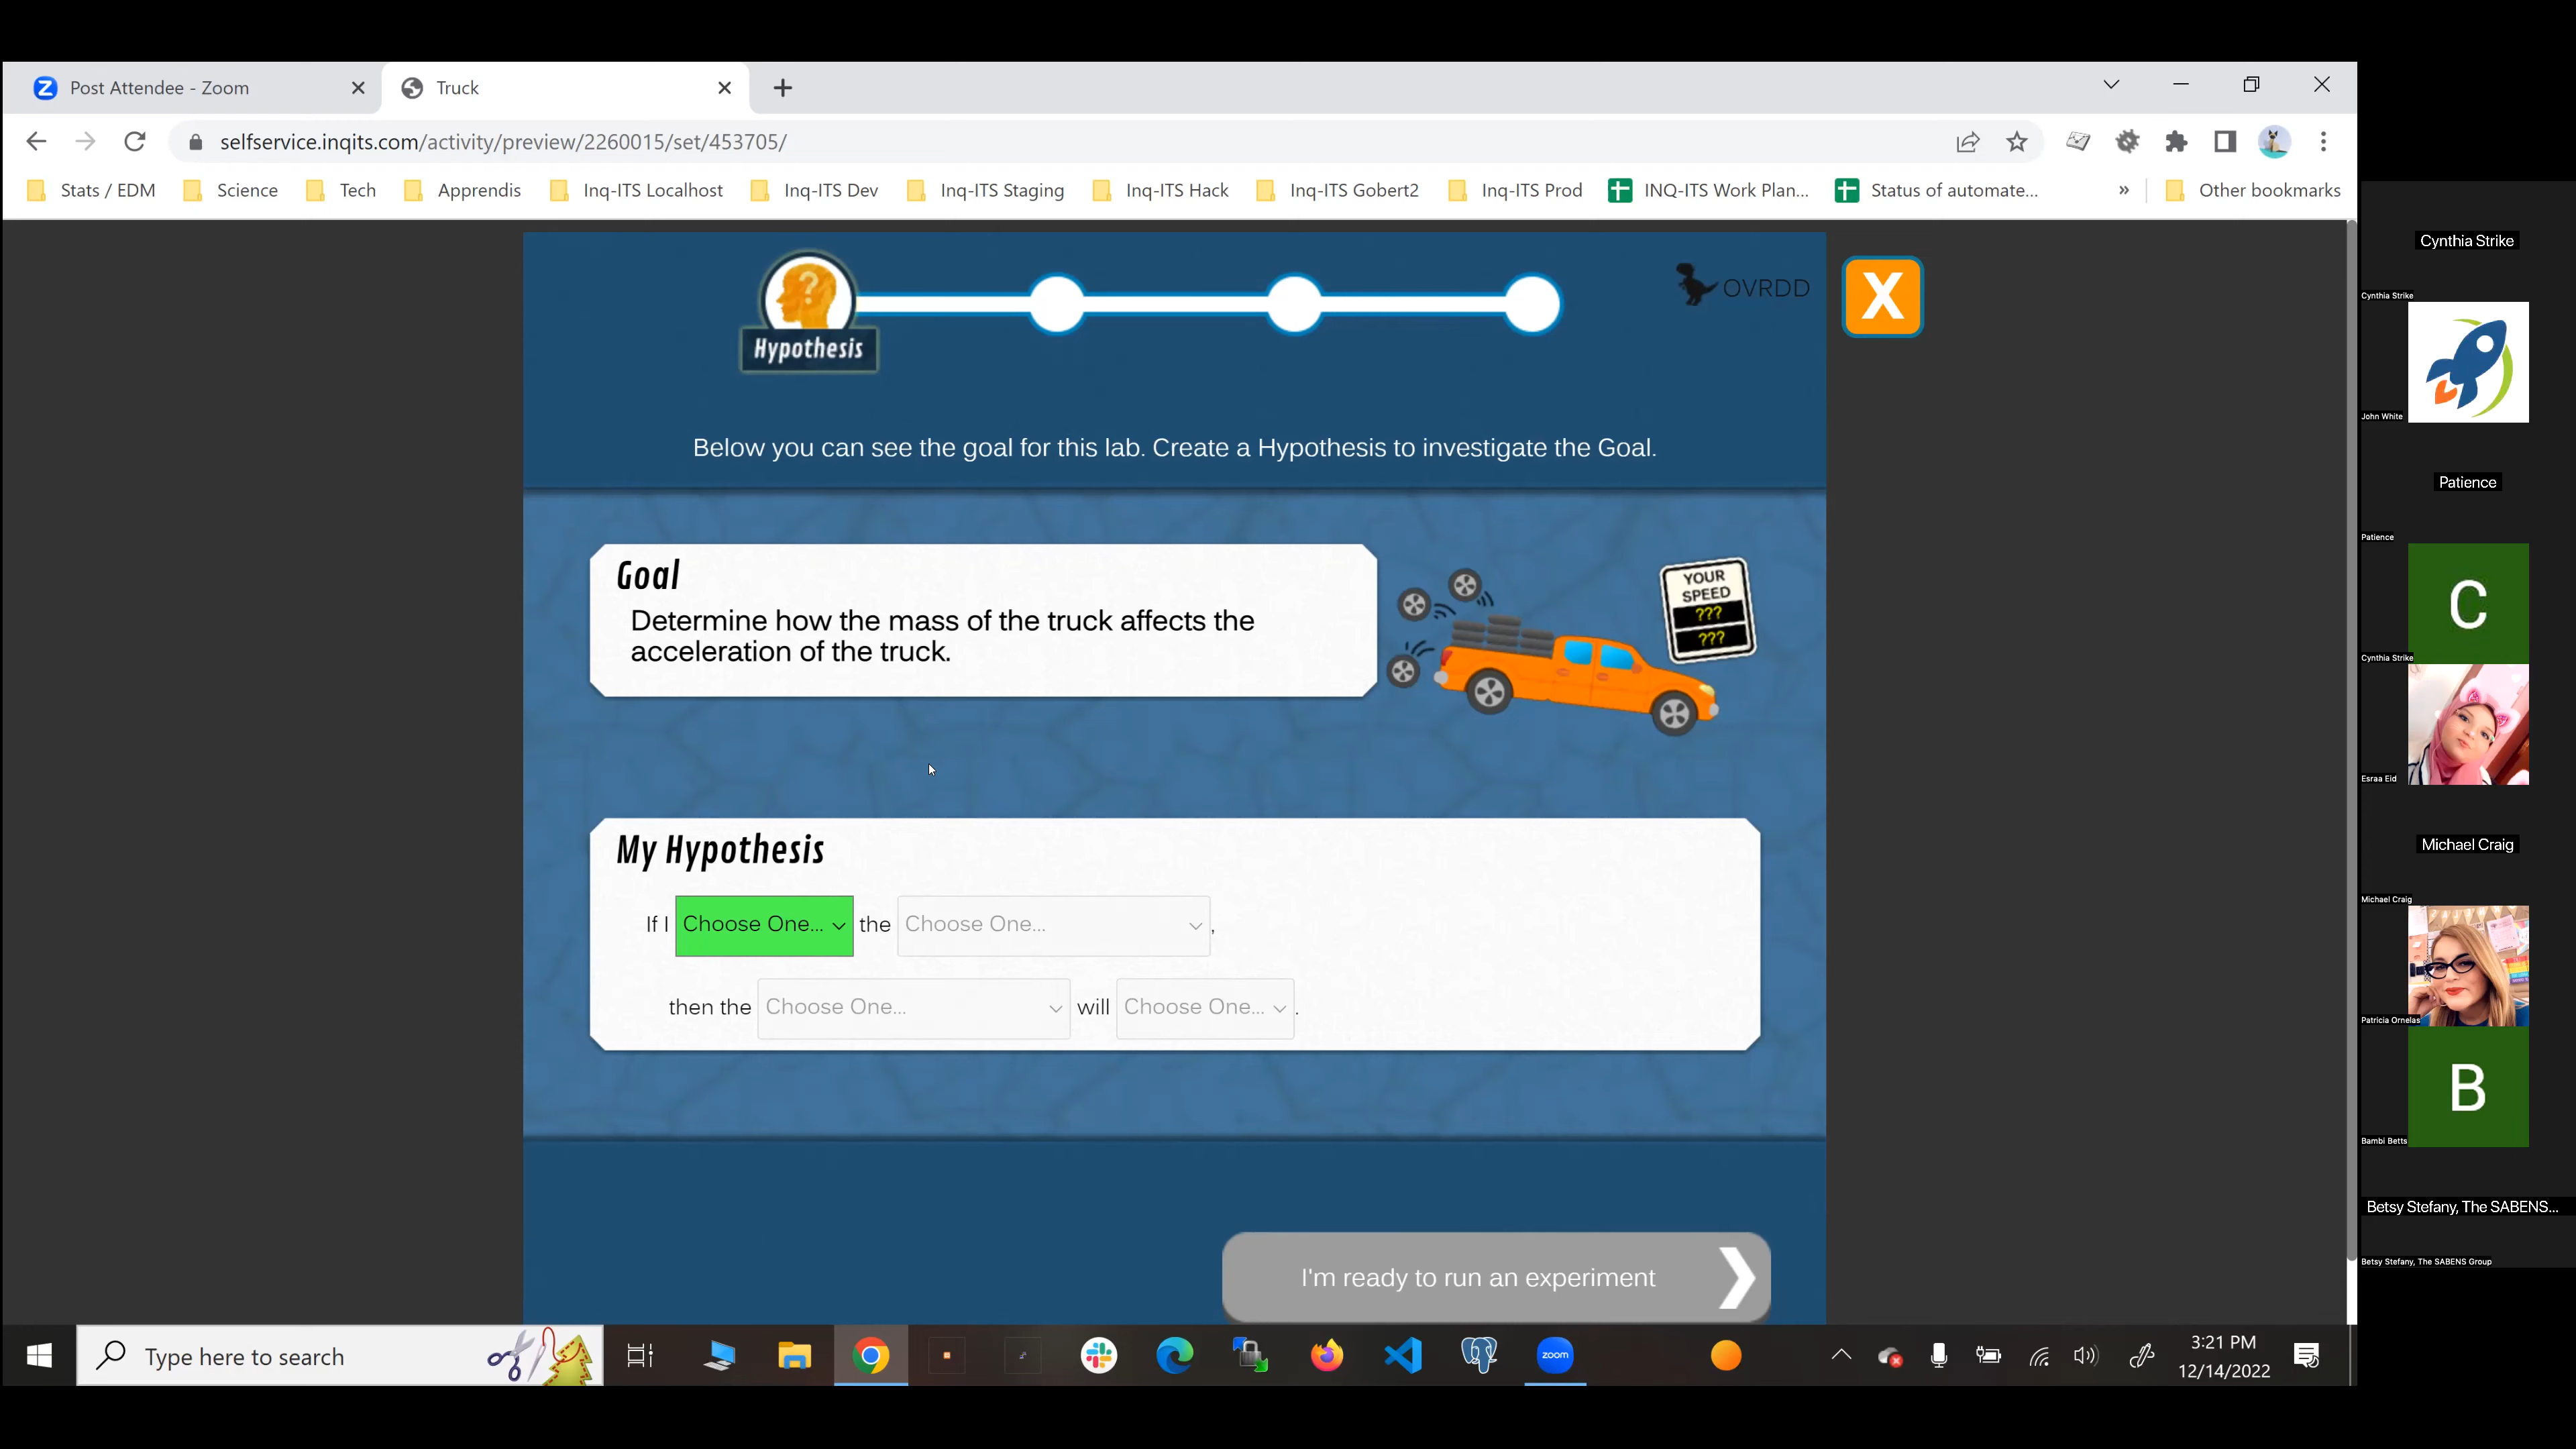 Post Attendee - Zoom
Truck
selfservice.inqits.com/activity/preview/2260015/set/453705/
Stats / EDM
Science
Tech
Apprendis
Inq-ITS Localhost
Inq-ITS Dev
Inq-ITS Staging
Inq-ITS Hack
Inq-ITS Gobert2
Inq-ITS Prod
INQ-ITS Work Plan...
Status of automate...
»
Other bookmarks
Hypothesis
OVRDD
X
Below you can see the goal for this lab. Create a Hypothesis to investigate the Goal.
Goal
Determine how the mass of the truck affects the
acceleration of the truck.
YOUR
SPEED
???
???
My Hypothesis
If I Choose One... the Choose One... ,
then the Choose One... will Choose One... .
I'm ready to run an experiment
Type here to search
zoom
3:21 PM
12/14/2022
Cynthia Strike
Cynthia Strike
John White
Patience
Patience
C
Cynthia Strike
Esraa Eid
Michael Craig
Michael Craig
Patricia Ornelas
B
Bambi Betts
Betsy Stefany, The SABENS...
Betsy Stefany, The SABENS Group